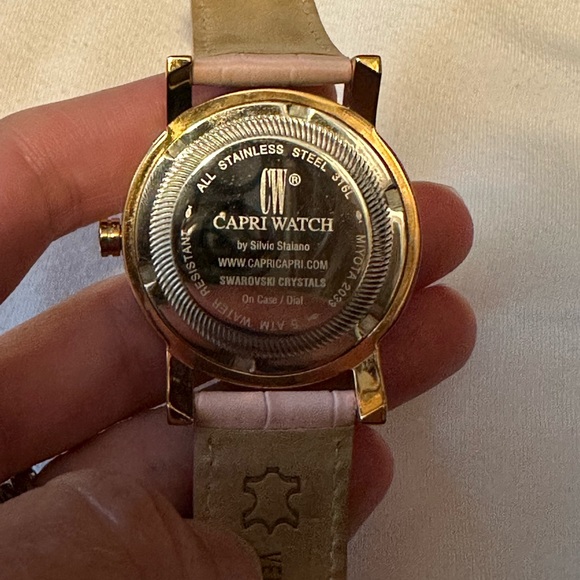 ALL STAINLESS STEEL 316L
MIYOTA 2033
5 ATM WATER RESISTANT
CW®
CAPRI WATCH
by Silvio Staiano
WWW.CAPRICAPRI.COM
SWAROVSKI CRYSTALS
On Case / Dial